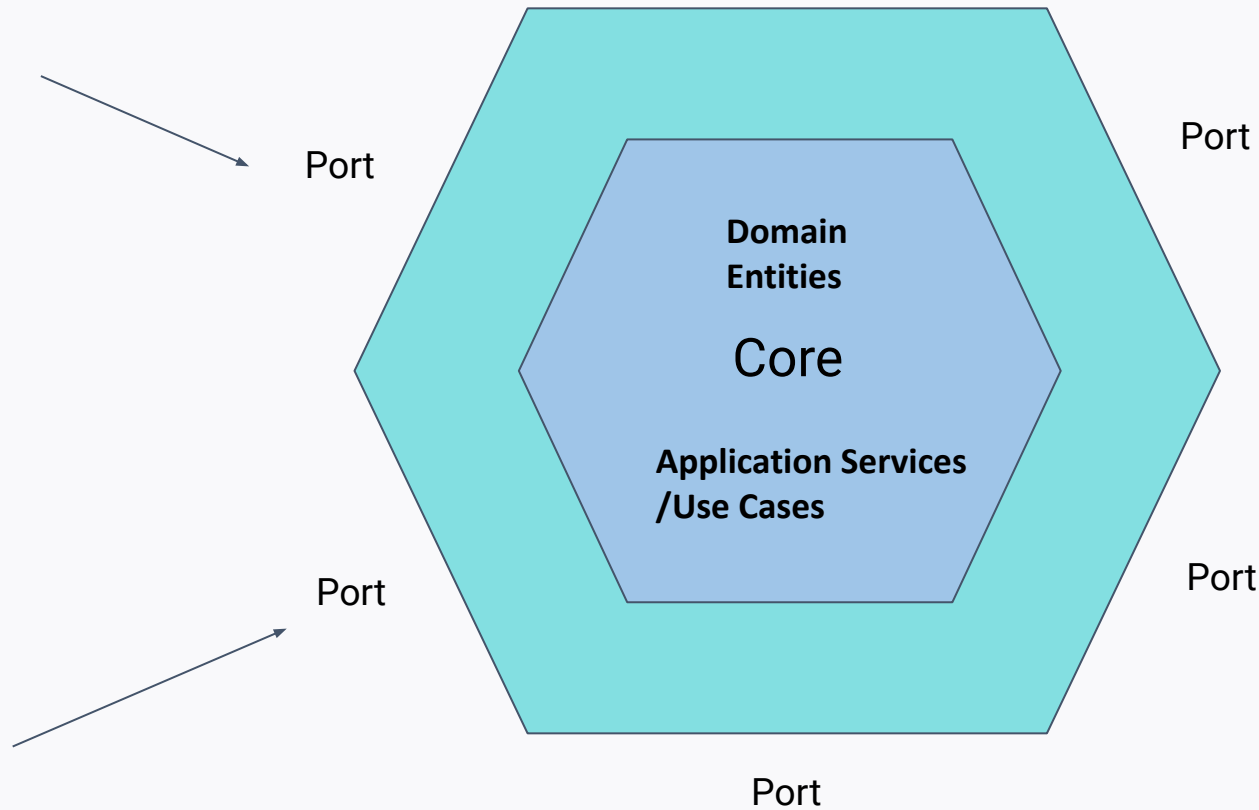 Port
Port
Domain
Entities
Core
Application Services
/Use Cases
Port
Port
Port